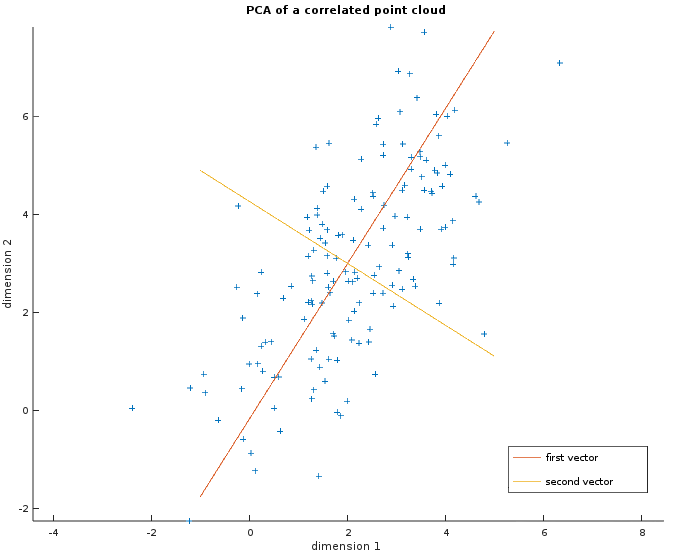 PCA of a correlated point cloud
dimension 2
6
4
2
0
-2
first vector
second vector
-4
-2
0
2
4
6
8
dimension 1